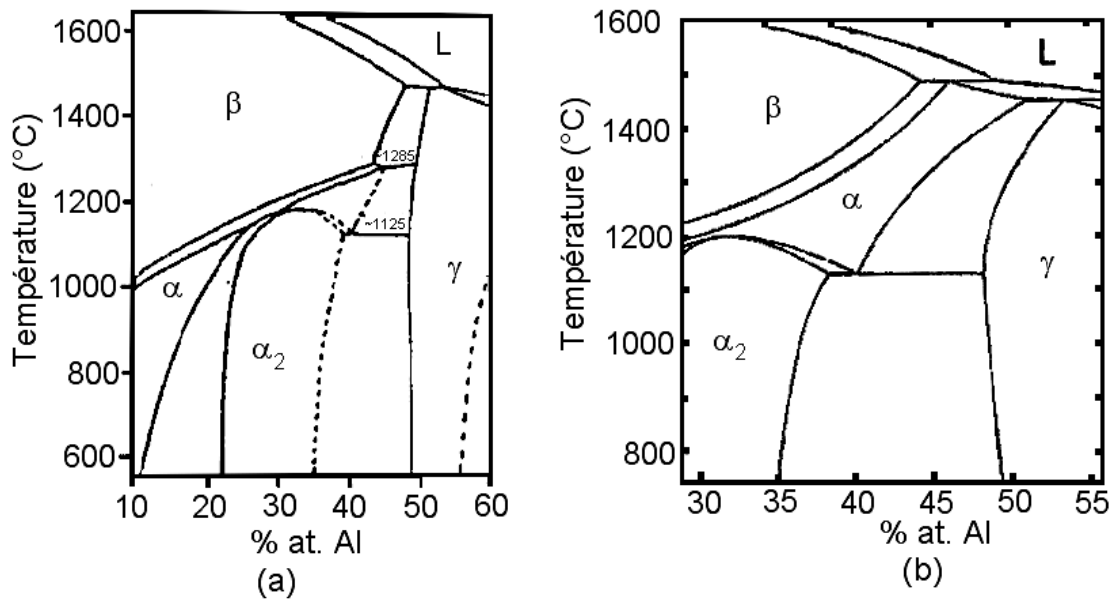 1600
1400
1200
1000
800
600
Température (°C)
L
β
~1285
~1125
α
α2
γ
10 20 30 40 50 60
% at. Al
(a)
1600
1400
1200
1000
800
Température (°C)
L
β
α
γ
α2
30 35 40 45 50 55
% at. Al
(b)